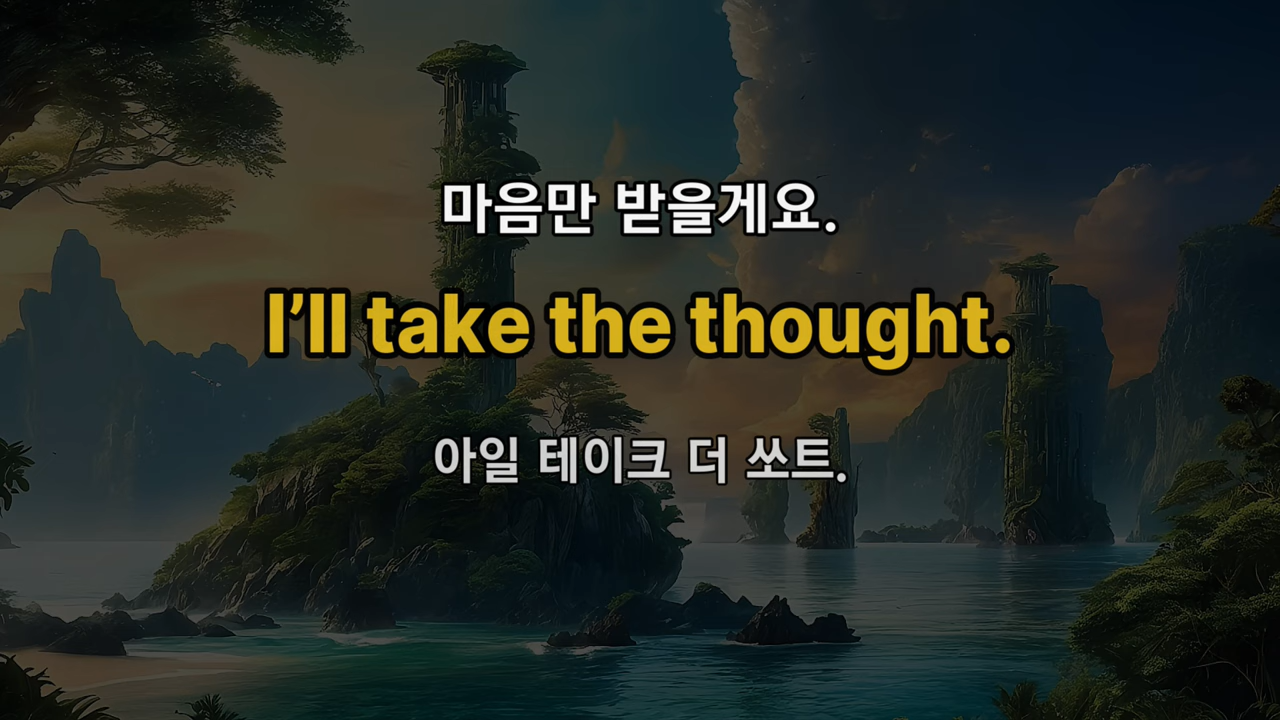 마음만 받을게요.
I’ll take the thought.
아일 테이크 더 쏘트.